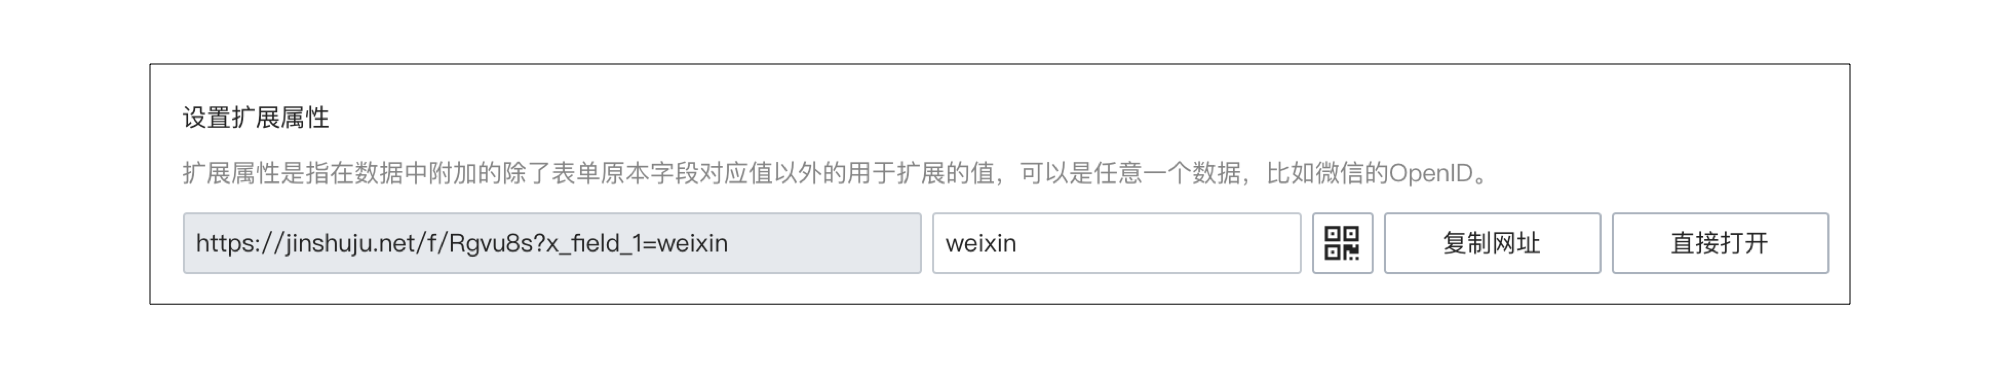 设置扩展属性
扩展属性是指在数据中附加的除了表单原本字段对应值以外的用于扩展的值，可以是任意一个数据，比如微信的OpenID。
https://jinshuju.net/f/Rgvu8s?x_field_1=weixin weixin 复制网址 直接打开